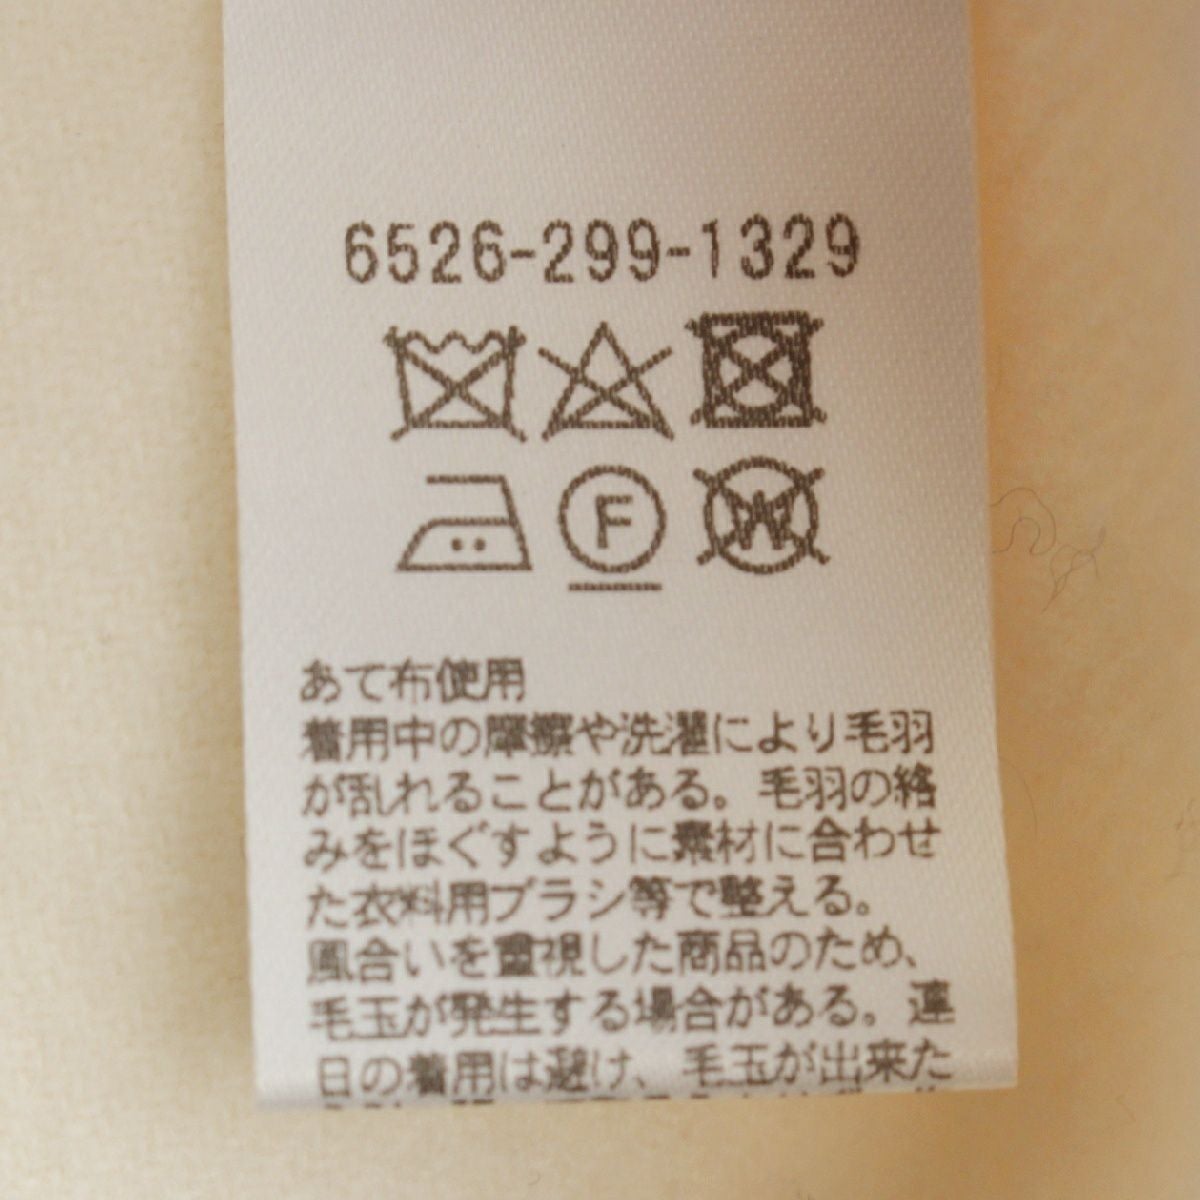 6526-299-1329
F
W
あて布使用
着用中の摩擦や洗濯により毛羽
が乱れることがある。毛羽の絡
みをほぐすように素材に合わせ
た衣料用ブラシ等で整える。
風合いを重視した商品のため、
毛玉が発生する場合がある。連
日の着用は避け、毛玉が出来た